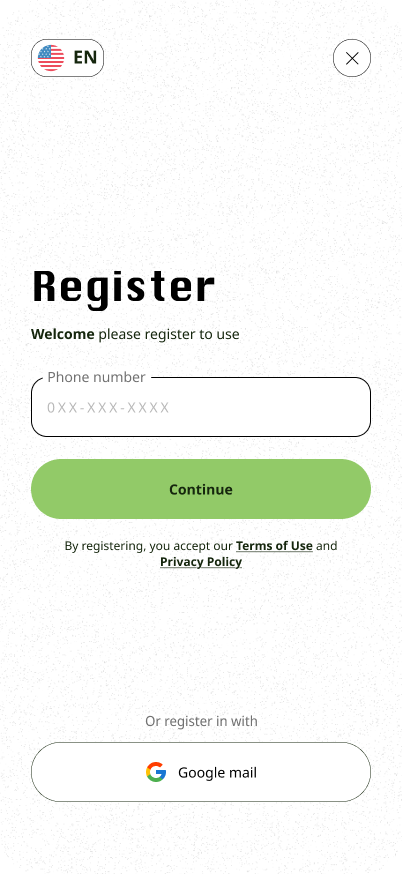 EN
Register
Welcome please register to use
Phone number
0XX-XXX-XXXX
Continue
By registering, you accept our Terms of Use and
Privacy Policy
Or register in with
Google mail